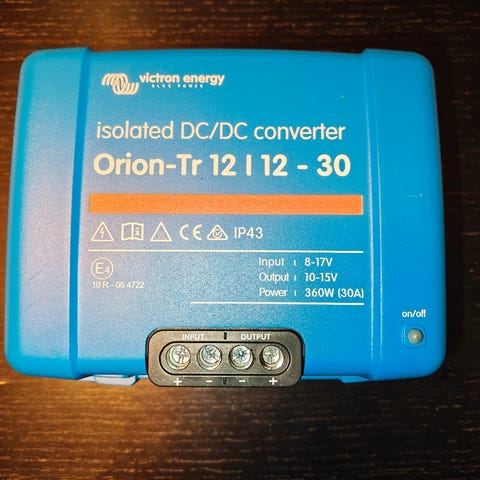 victron energy
BLUE POWER
isolated DC/DC converter
Orion-Tr 12 | 12 - 30
CE IP43
E4
10 R - 06 4722
Input : 8-17V
Output : 10-15V
Power : 360W (30A)
on/off
INPUT OUTPUT
+ - - +